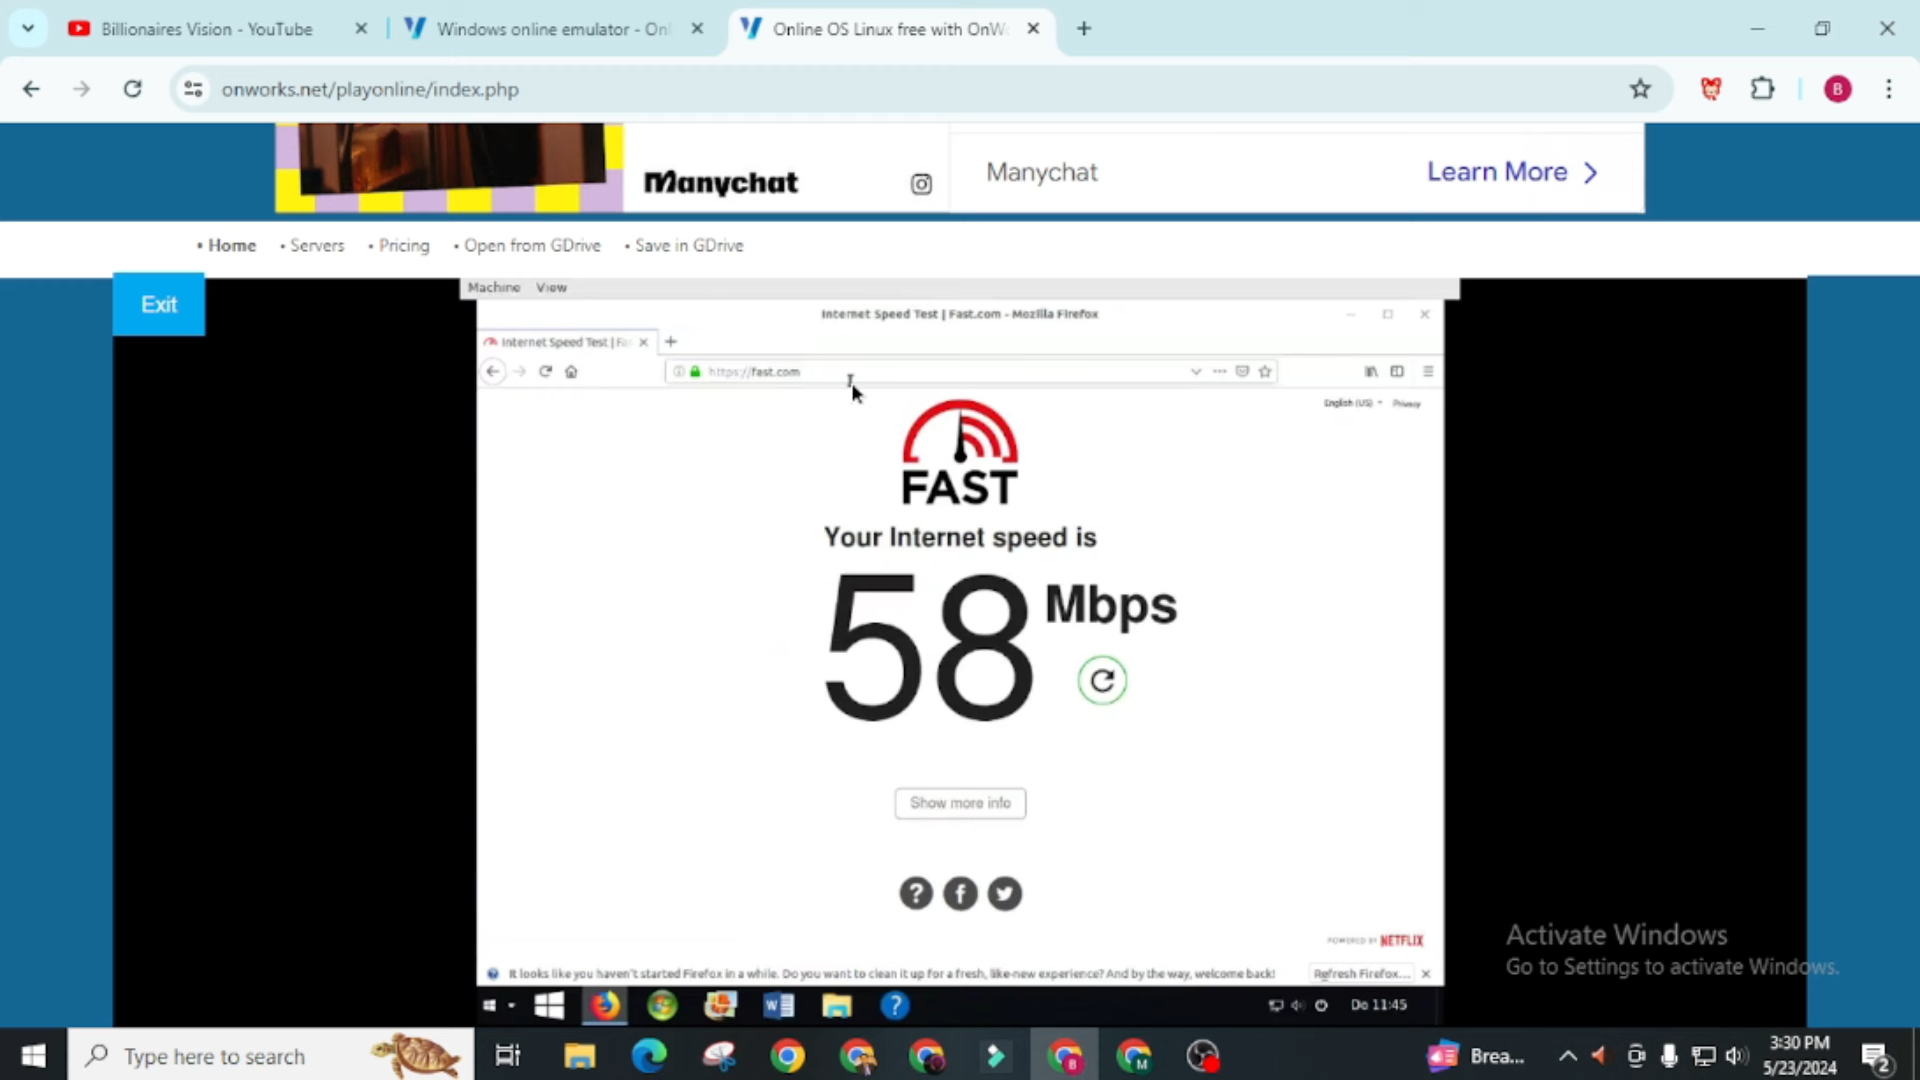 Billionaires Vision - YouTube
Windows online emulator - On
Online OS Linux free with OnW
onworks.net/playonline/index.php
B
Manychat
Manychat
Learn More
• Home • Servers • Pricing • Open from GDrive • Save in GDrive
Exit
Machine View
Internet Speed Test | Fast.com - Mozilla Firefox
Internet Speed Test | Fa
https://fast.com
English (US) Privacy
FAST
Your Internet speed is
58 Mbps
Show more info
POWERED BY NETFLIX
It looks like you haven't started Firefox in a while. Do you want to clean it up for a fresh, like-new experience? And by the way, welcome back!
Refresh Firefox...
Activate Windows
Go to Settings to activate Windows.
Do 11:45
Type here to search
Brea...
3:30 PM
5/23/2024
2